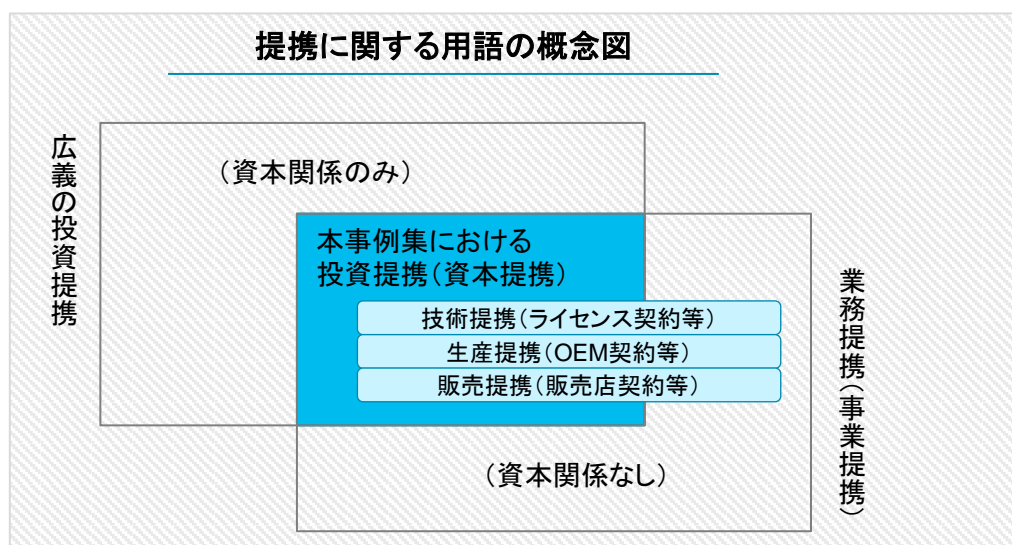 提携に関する用語の概念図
広義の投資提携
（資本関係のみ）
本事例集における
投資提携（資本提携）
技術提携（ライセンス契約等）
生産提携（OEM契約等）
販売提携（販売店契約等）
（資本関係なし）
業務提携（事業提携）